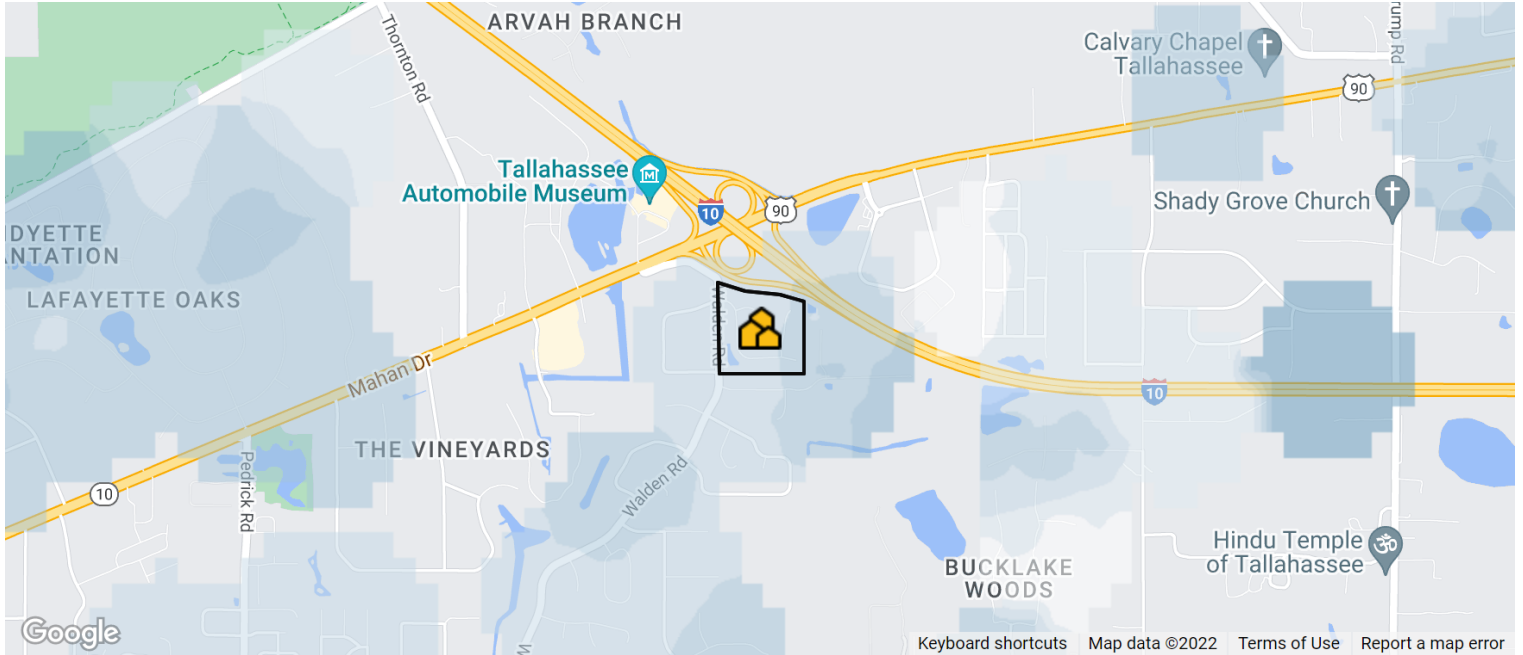 ARVAH BRANCH
Thornton Rd
Calvary Chapel
Tallahassee
90
Tallahassee
Automobile Museum
10
90
Shady Grove Church
LAFAYETTE OAKS
Walden Rd
Mahan Dr
10
THE VINEYARDS
10
Pedrick Rd
Walden Rd
BUCKLAKE
WOODS
Hindu Temple
of Tallahassee
Google
Keyboard shortcuts
Map data ©2022
Terms of Use
Report a map error